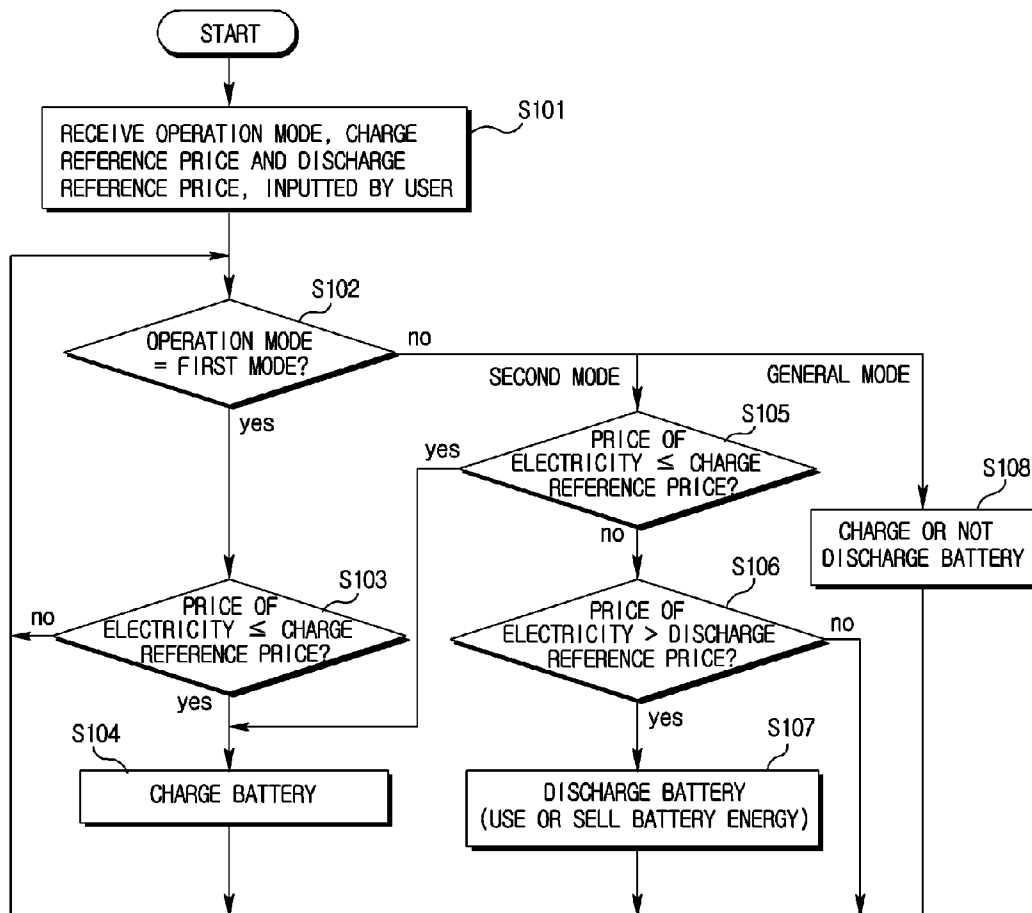 START
S101
RECEIVE OPERATION MODE, CHARGE
REFERENCE PRICE AND DISCHARGE
REFERENCE PRICE, INPUTTED BY USER
S102
OPERATION MODE
= FIRST MODE?
no
yes
SECOND MODE
GENERAL MODE
S105
yes
PRICE OF
ELECTRICITY ≤ CHARGE
REFERENCE PRICE?
no
S108
CHARGE OR NOT
DISCHARGE BATTERY
S103
no
PRICE OF
ELECTRICITY ≤ CHARGE
REFERENCE PRICE?
yes
S106
PRICE OF
ELECTRICITY > DISCHARGE
REFERENCE PRICE?
no
yes
S104
CHARGE BATTERY
S107
DISCHARGE BATTERY
(USE OR SELL BATTERY ENERGY)